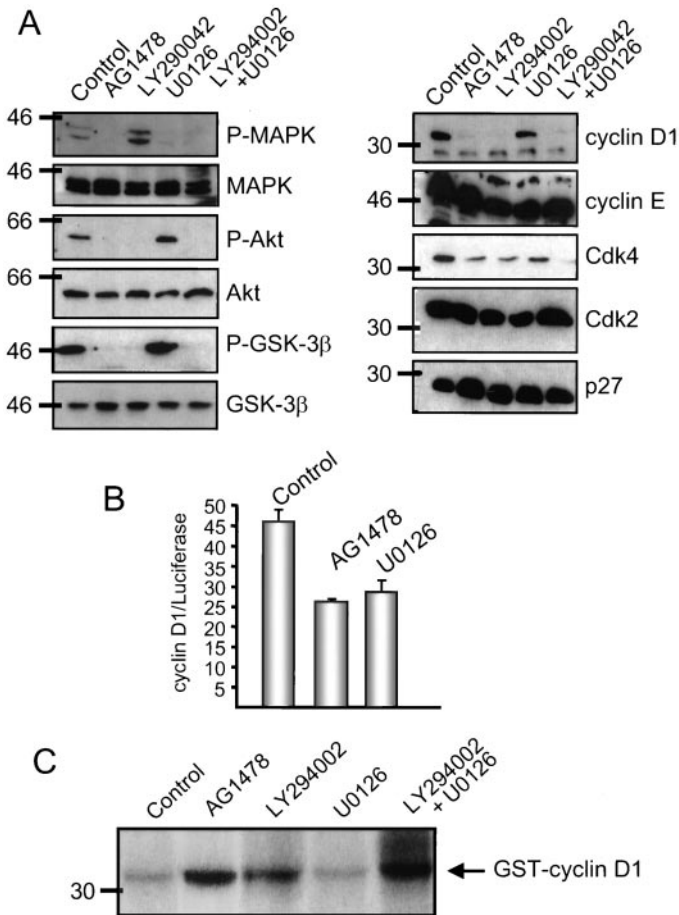 A
Control
AG1478
LY290042
U0126
LY294002
+U0126
46
P-MAPK
46
MAPK
66
P-Akt
66
Akt
46
P-GSK-3β
46
GSK-3β
Control
AG1478
LY294002
U0126
LY290042
+U0126
30
cyclin D1
46
cyclin E
30
Cdk4
30
Cdk2
30
p27
B
cyclin D1/Luciferase
50
45
40
35
30
25
20
15
10
5
Control
AG1478
U0126
C
Control
AG1478
LY294002
U0126
LY294002
+ U0126
30
GST-cyclin D1